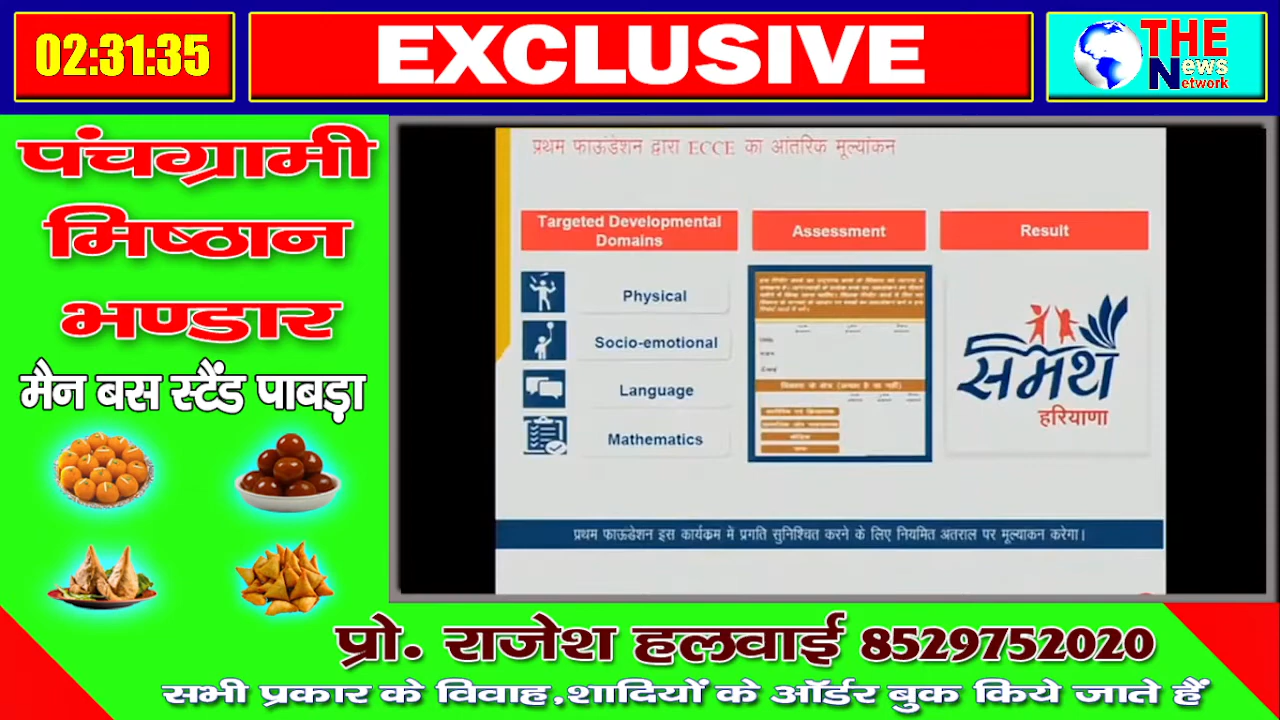 02:31:35
EXCLUSIVE
THE
News
Network
पंचग्रामी
मिष्ठान
भण्डार
मैन बस स्टैंड पाबड़ा
प्रथम फाऊंडेशन द्वारा ECCE का आंतरिक मूल्यांकन
Targeted Developmental
Domains
Assessment
Result
Physical
Socio-emotional
Language
Mathematics
समर्थ
हरियाणा
प्रथम फाऊंडेशन इस कार्यक्रम में प्रगति सुनिश्चित करने के लिए नियमित अंतराल पर मूल्यांकन करेगा।
प्रो. राजेश हलवाई 8529752020
सभी प्रकार के विवाह,शादियों के ऑर्डर बुक किये जाते हैं